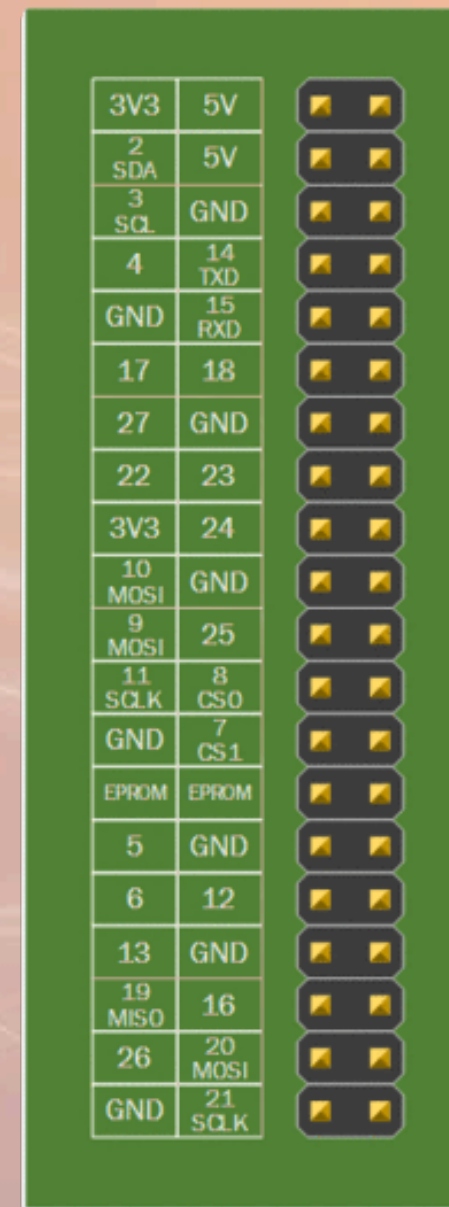 3V3 5V
2 SDA 5V
3 SCL GND
4 14 TXD
GND 15 RXD
17 18
27 GND
22 23
3V3 24
10 MOSI GND
9 MOSI 25
11 SCLK 8 CS0
GND 7 CS1
EPROM EPROM
5 GND
6 12
13 GND
19 MISO 16
26 20 MOSI
GND 21 SCLK